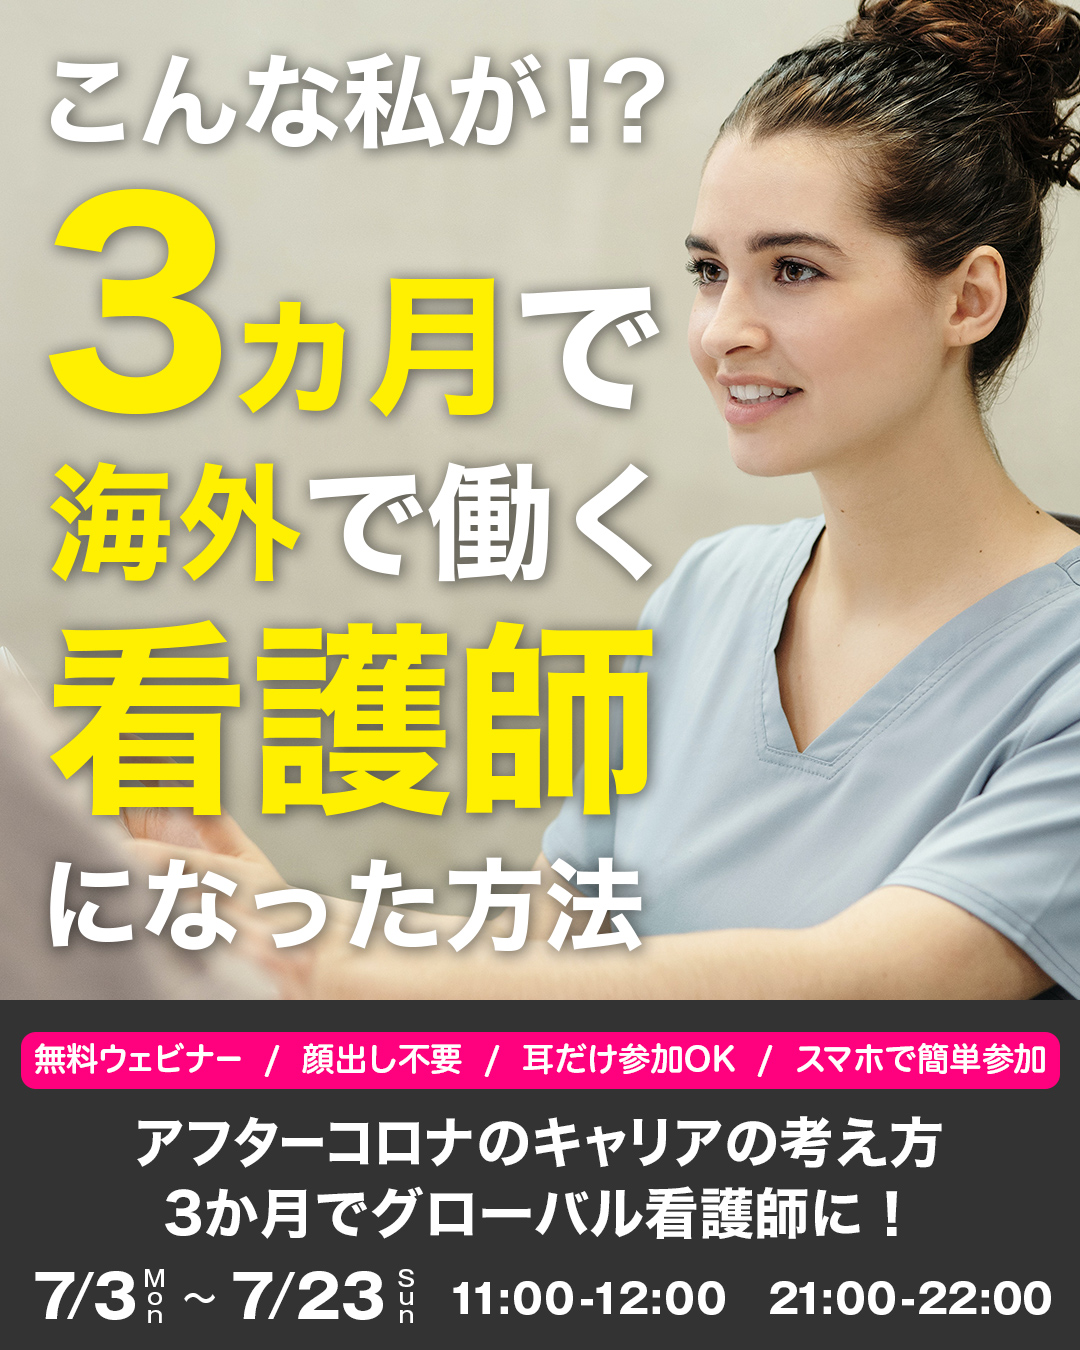 こんな私が!?
3ヵ月で
海外で働く
看護師
になった方法
無料ウェビナー / 顔出し不要 / 耳だけ参加OK / スマホで簡単参加
アフターコロナのキャリアの考え方
3か月でグローバル看護師に！
7/3 Mon ～ 7/23 Sun 11:00-12:00 21:00-22:00